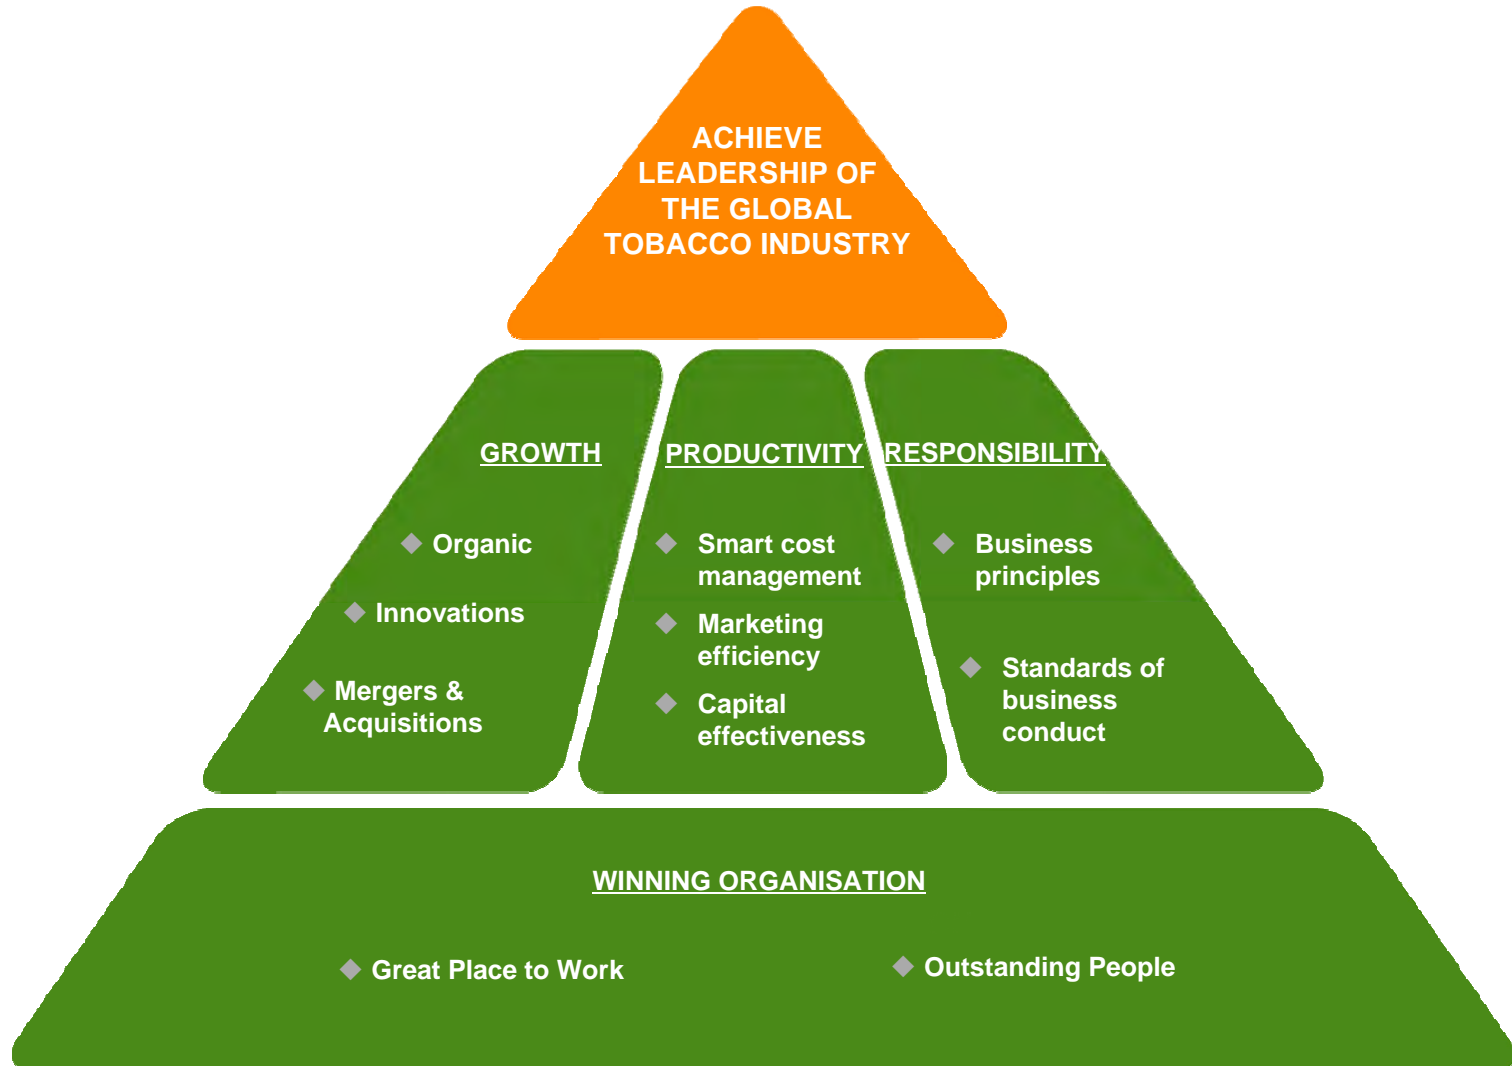 ACHIEVE
LEADERSHIP OF
THE GLOBAL
TOBACCO INDUSTRY
GROWTH
Organic
Innovations
Mergers &
Acquisitions
PRODUCTIVITY
Smart cost
management
Marketing
efficiency
Capital
effectiveness
RESPONSIBILITY
Business
principles
Standards of
business
conduct
WINNING ORGANISATION
Great Place to Work
Outstanding People